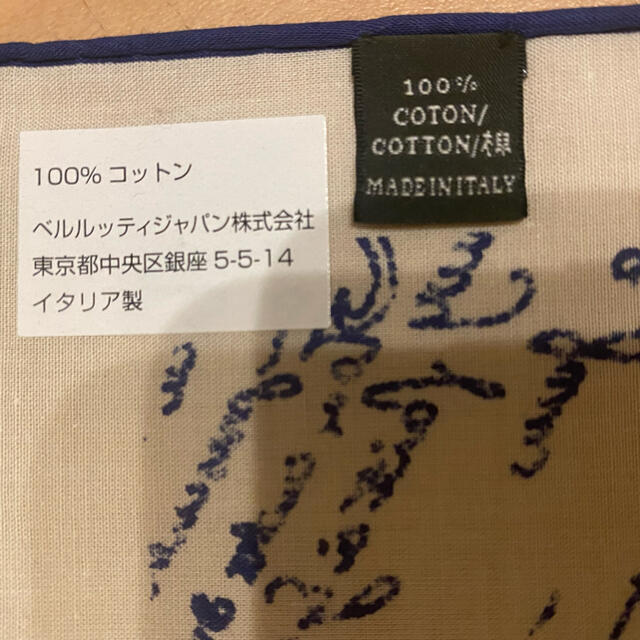 100% コットン
ベルルッティジャパン株式会社
東京都中央区銀座 5-5-14
イタリア製
100%
COTON/
COTTON/棉
MADE IN ITALY